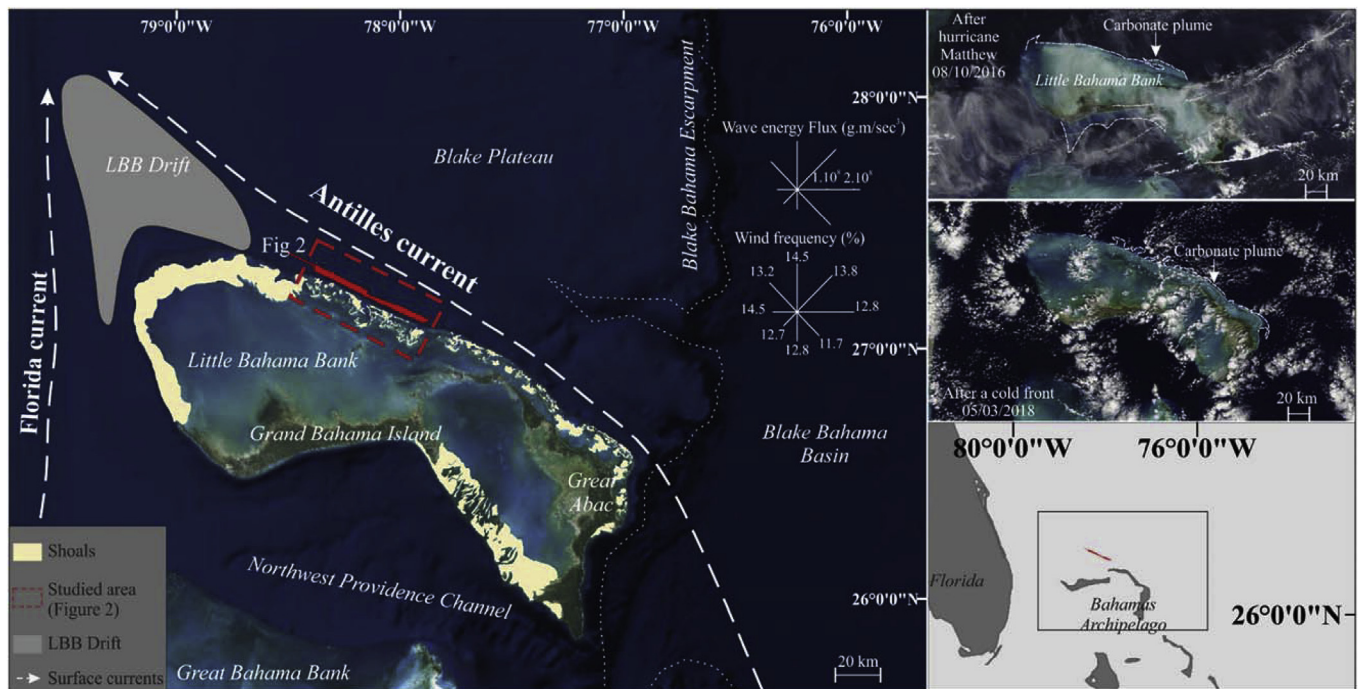 79°0'0"W
78°0'0"W
77°0'0"W
76°0'0"W
28°0'0"N
27°0'0"N
26°0'0"N
LBB Drift
Blake Plateau
Blake Bahama Escarpment
Antilles current
Fig 2
Florida current
Little Bahama Bank
Grand Bahama Island
Great
Abac
Blake Bahama
Basin
Northwest Providence Channel
Great Bahama Bank
Wave energy Flux (g.m/sec³)
1.10⁸ 2.10⁸
Wind frequency (%)
14.5
13.2
13.8
14.5
12.8
12.7
11.7
12.8
Shoals
Studied area
(Figure 2)
LBB Drift
Surface currents
20 km
After
hurricane
Matthew
08/10/2016
Carbonate plume
Little Bahama Bank
20 km
Carbonate plume
After a cold front
05/03/2018
20 km
80°0'0"W
76°0'0"W
Florida
Bahamas
Archipelago
26°0'0"N